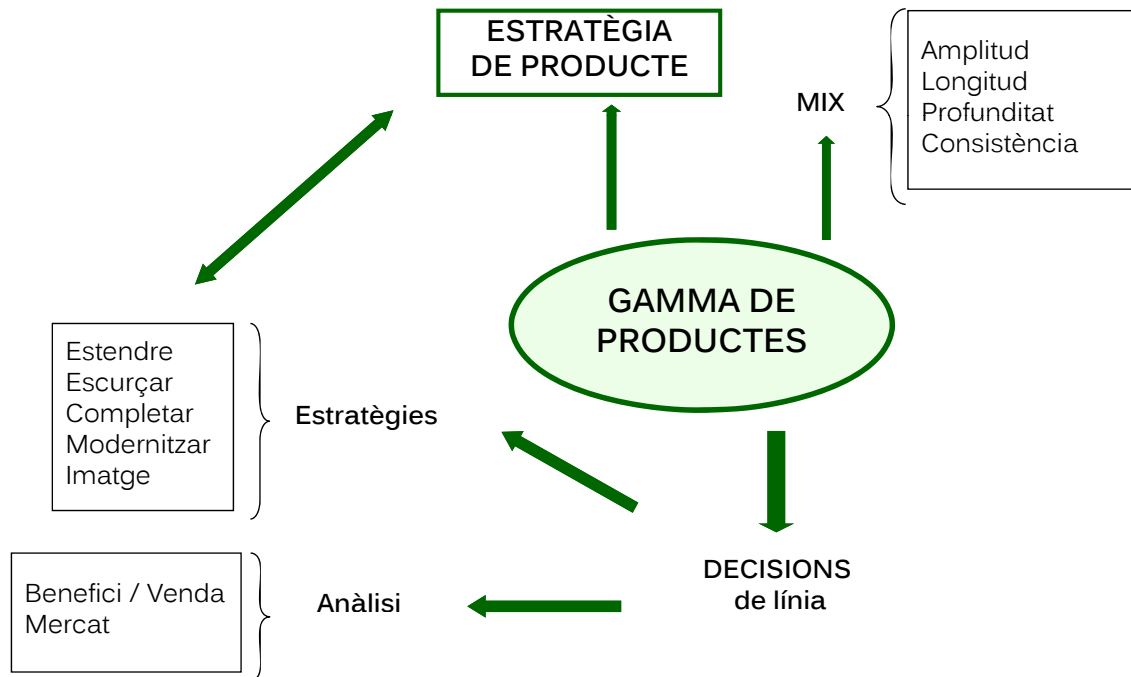 ESTRATÈGIA
DE PRODUCTE
MIX
Amplitud
Longitud
Profunditat
Consistència
GAMMA DE
PRODUCTES
Estendre
Escurçar
Completar
Modernitzar
Imatge
Estratègies
DECISIONS
de línia
Benefici / Venda
Mercat
Anàlisi